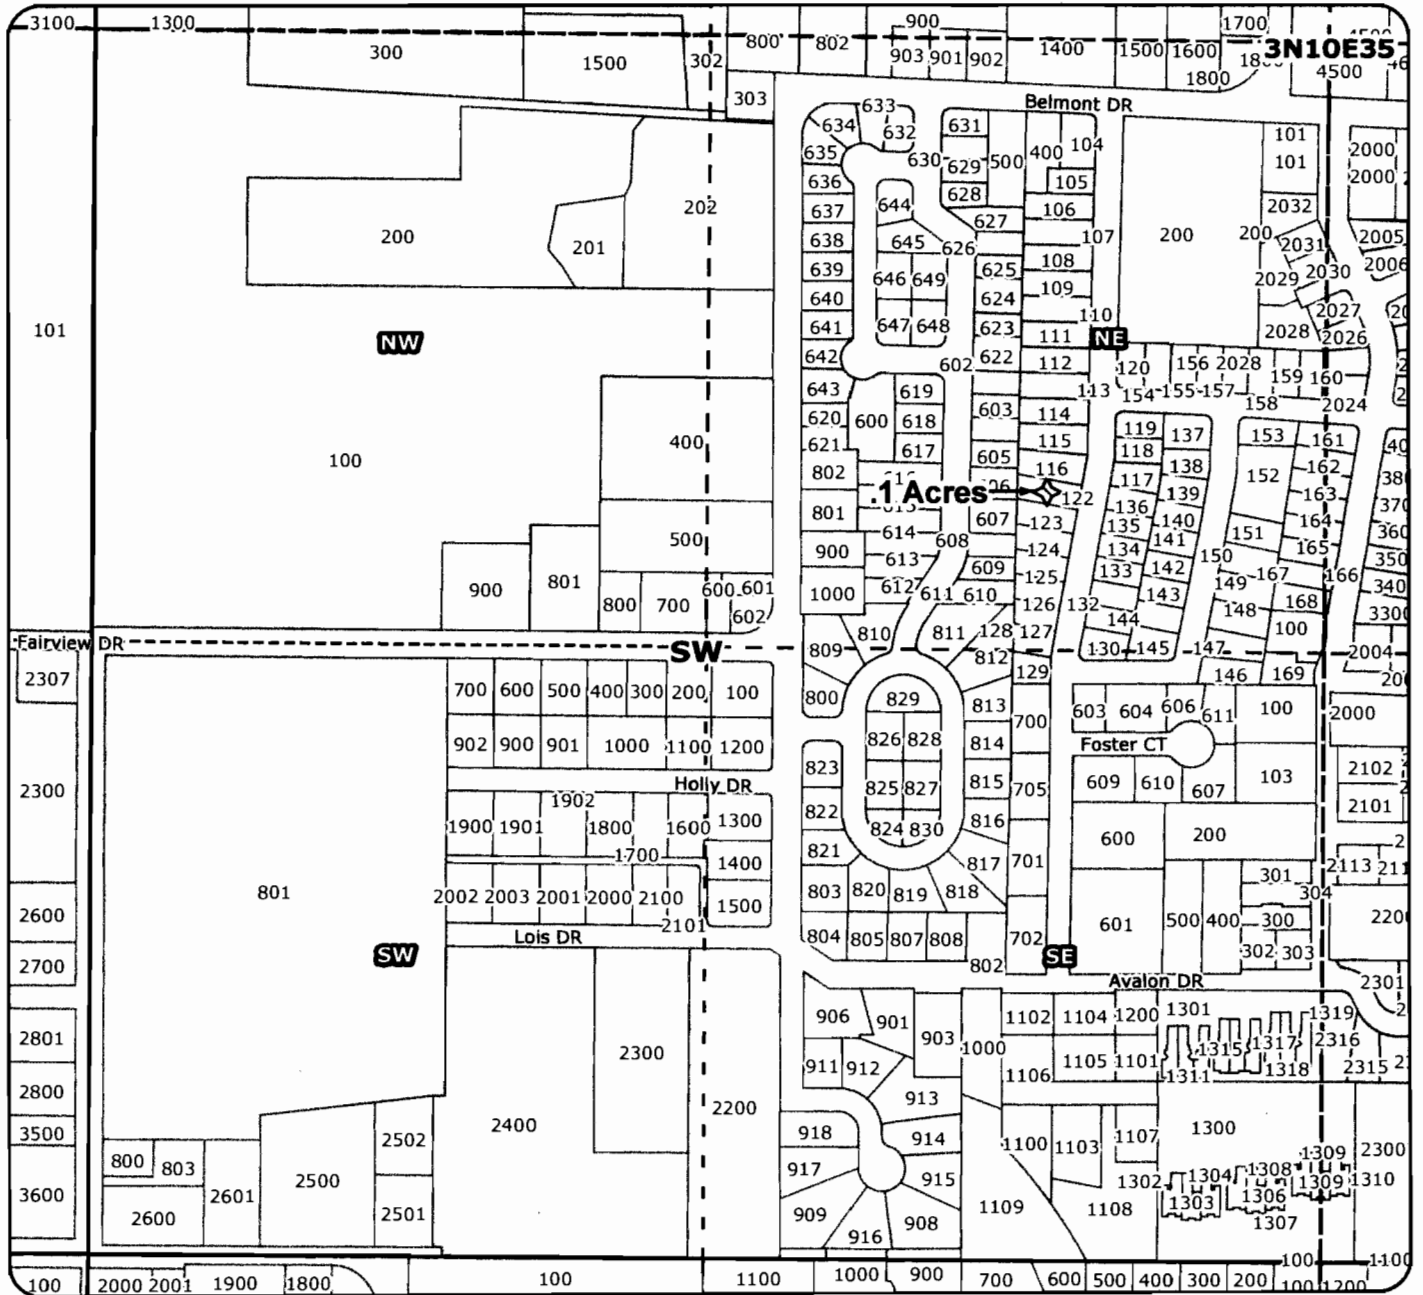 3100 1300 900 1700 4500
300 1500 302 800 802 903 901 902 1400 1500 1600 3N10E35
1800 4500
303
Belmont DR
633 634 632 631 104 101
635 630 629 500 400 101 2000
636 628 105 2000
644 106 2032
637 627
202 638 645 626 107 200 200 2031 2005
200 201 639 646 649 625 108 2030 2006
640 624 109 2029
641 647 648 623 110 2027
101 NW 642 602 622 111 NE 2028 2026
112 120 156 2028 159 160
643 619 113 154 155 157 158 2024
620 600 618 603 114 119 137 153 161
400 621 617 605 115 118 138 162
100 802 116 117 152 163
.1 Acres 122 139
801 607 123 136 140 164
500 614 608 124 135 141 151 165
900 613 609 134 150
801 1000 612 611 610 125 133 142 149 167 166
900 800 700 600 601 126 132 143 148 168
602 810 811 128 127 144 100 3300
Fairview DR SW 809 812 130 145 147 2004
2307 129 146 169
700 600 500 400 300 200 100 800 829 813 603 604 606 611 100 2000
700
902 900 901 1000 1100 1200 826 828 814 Foster CT
823 103 2102
2300 Holly DR 825 827 815 705 609 610 607
1902 822 2101
1900 1901 1800 1600 1300 824 830 816 600 200
1700 1400 821 817 701 2113
801 301
2002 2003 2001 2000 2100 1500 803 820 819 818 304
2600 2101 601 500 400 300
Lois DR 804 805 807 808 702 302 303
2700 SW 802 SE
Avalon DR 2301
906 901 1102 1104 1200 1301 1319
2801 903 1000 1315 1317 2316
2300 911 912 1106 1105 1101 1311 1318 2315
2800 913
2400 2200
3500 2502 918 914 1100 1103 1107 1300
800 803 917 915 1309 2300
3600 2601 2500 1302 1304 1308 1309 1310
2600 2501 909 908 1109 1108 1303 1306
916 1307
100 1100
100 2000 2001 1900 1800 100 1100 1000 900 700 600 500 400 300 200 100 1200